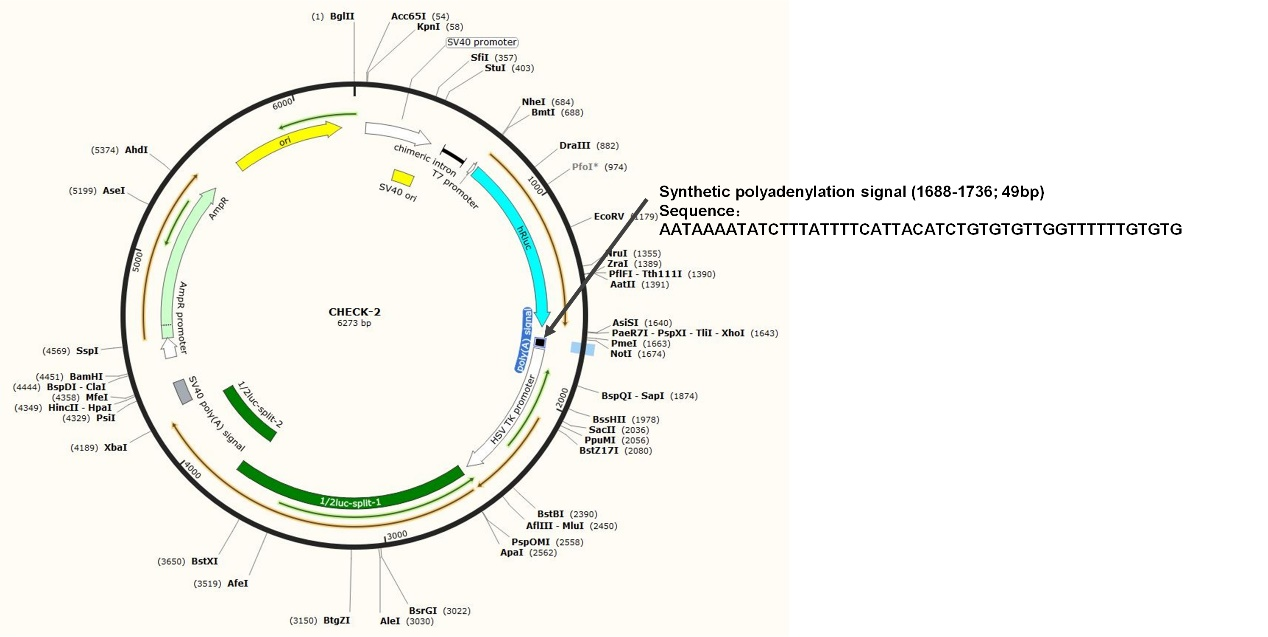 (1) BglII
Acc65I (54)
KpnI (58)
SV40 promoter
SfiI (357)
StuI (403)
NheI (684)
BmtI (688)
DraIII (882)
PfoI* (974)
EcoRV (1179)
NruI (1355)
ZraI (1389)
PflFI - Tth111I (1390)
AatII (1391)
AsiSI (1640)
PaeR7I - PspXI - TliI - XhoI (1643)
PmeI (1663)
NotI (1674)
BspQI - SapI (1874)
BssHII (1978)
SacII (2036)
PpuMI (2056)
BstZ17I (2080)
BstBI (2390)
AflIII - MluI (2450)
PspOMI (2558)
ApaI (2562)
BsrGI (3022)
AleI (3030)
(3150) BtgZI
(3519) AfeI
(3650) BstXI
(4189) XbaI
(4329) PsiI
(4349) HincII - HpaI
(4358) MfeI
(4444) BspDI - ClaI
(4451) BamHI
(4569) SspI
(5199) AseI
(5374) AhdI
6000
1000
2000
3000
4000
5000
ori
chimeric intron
T7 promoter
SV40 ori
hRluc
poly(A) signal
HSV TK promoter
1/2luc-split-1
1/2luc-split-2
SV40 poly(A) signal
AmpR promoter
AmpR
CHECK-2
6273 bp
Synthetic polyadenylation signal (1688-1736; 49bp)
Sequence:
AATAAAATATCTTTATTTTCATTACATCTGTGTGTTGGTTTTTTGTGTG